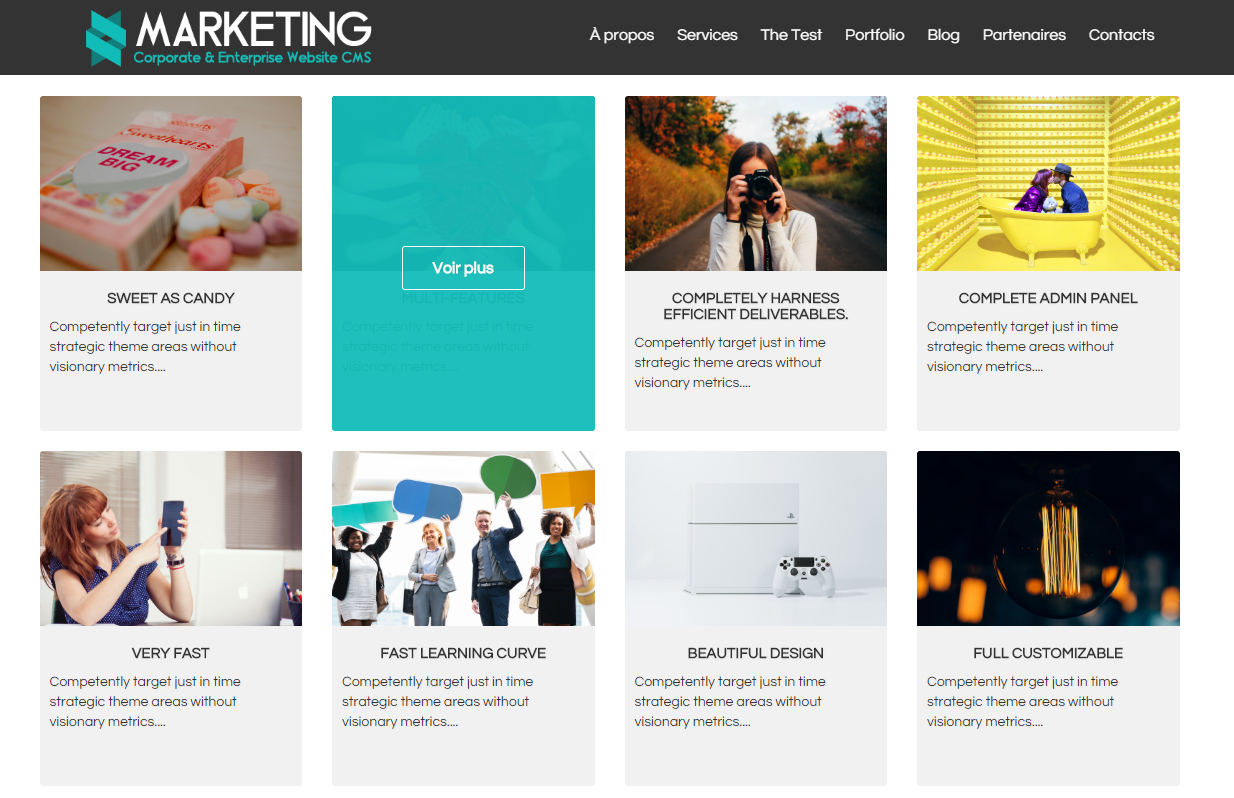 MARKETING
Corporate & Enterprise Website CMS
À propos Services The Test Portfolio Blog Partenaires Contacts
Sweethearts
DREAM
BIG
SWEET AS CANDY
Competently target just in time
strategic theme areas without
visionary metrics....
Voir plus
MULTI-FEATURES
Competently target just in time
strategic theme areas without
visionary metrics....
COMPLETELY HARNESS
EFFICIENT DELIVERABLES.
Competently target just in time
strategic theme areas without
visionary metrics....
COMPLETE ADMIN PANEL
Competently target just in time
strategic theme areas without
visionary metrics....
VERY FAST
Competently target just in time
strategic theme areas without
visionary metrics....
FAST LEARNING CURVE
Competently target just in time
strategic theme areas without
visionary metrics....
BEAUTIFUL DESIGN
Competently target just in time
strategic theme areas without
visionary metrics....
FULL CUSTOMIZABLE
Competently target just in time
strategic theme areas without
visionary metrics....